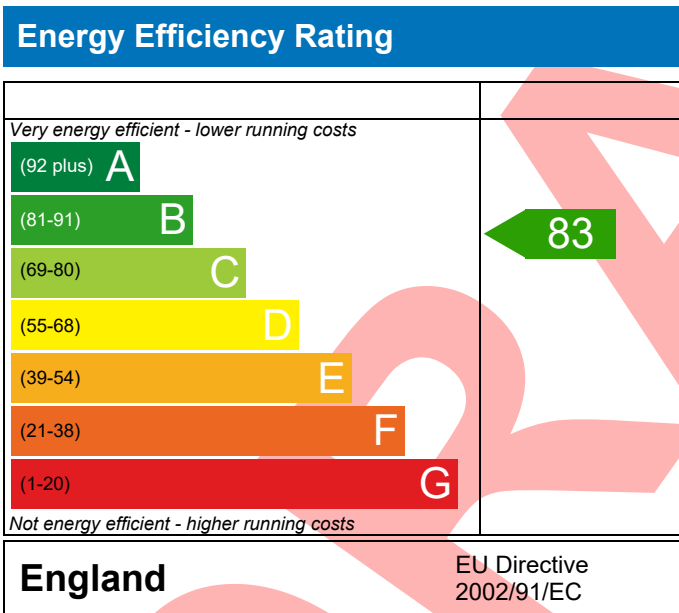 Energy Efficiency Rating
Very energy efficient - lower running costs
(92 plus) A
(81-91) B
83
(69-80) C
(55-68) D
(39-54) E
(21-38) F
(1-20) G
Not energy efficient - higher running costs
England
EU Directive
2002/91/EC